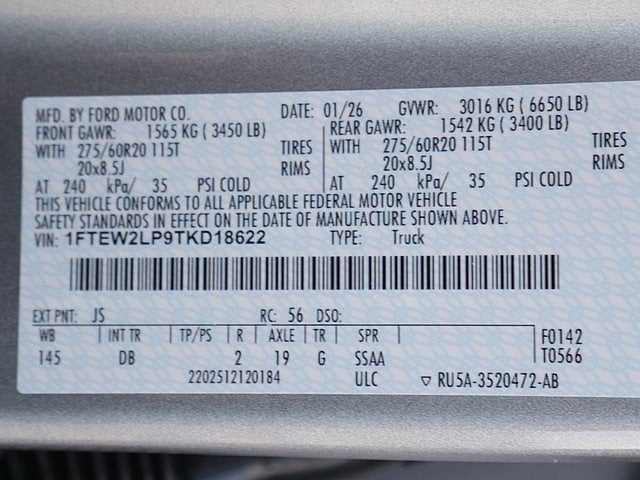 MFD. BY FORD MOTOR CO. DATE: 01/26 GVWR: 3016 KG ( 6650 LB)
FRONT GAWR: 1565 KG ( 3450 LB) REAR GAWR: 1542 KG ( 3400 LB)
WITH 275/60R20 115T TIRES WITH 275/60R20 115T TIRES
20x8.5J RIMS 20x8.5J RIMS
AT 240 kPa/ 35 PSI COLD AT 240 kPa/ 35 PSI COLD
THIS VEHICLE CONFORMS TO ALL APPLICABLE FEDERAL MOTOR VEHICLE
SAFETY STANDARDS IN EFFECT ON THE DATE OF MANUFACTURE SHOWN ABOVE.
VIN: 1FTEW2LP9TKD18622 TYPE: Truck
EXT PNT: JS RC: 56 DSO:
WB INT TR TP/PS R AXLE TR SPR F0142
145 DB 2 19 G SSAA T0566
2202512120184 ULC ▽ RU5A-3520472-AB